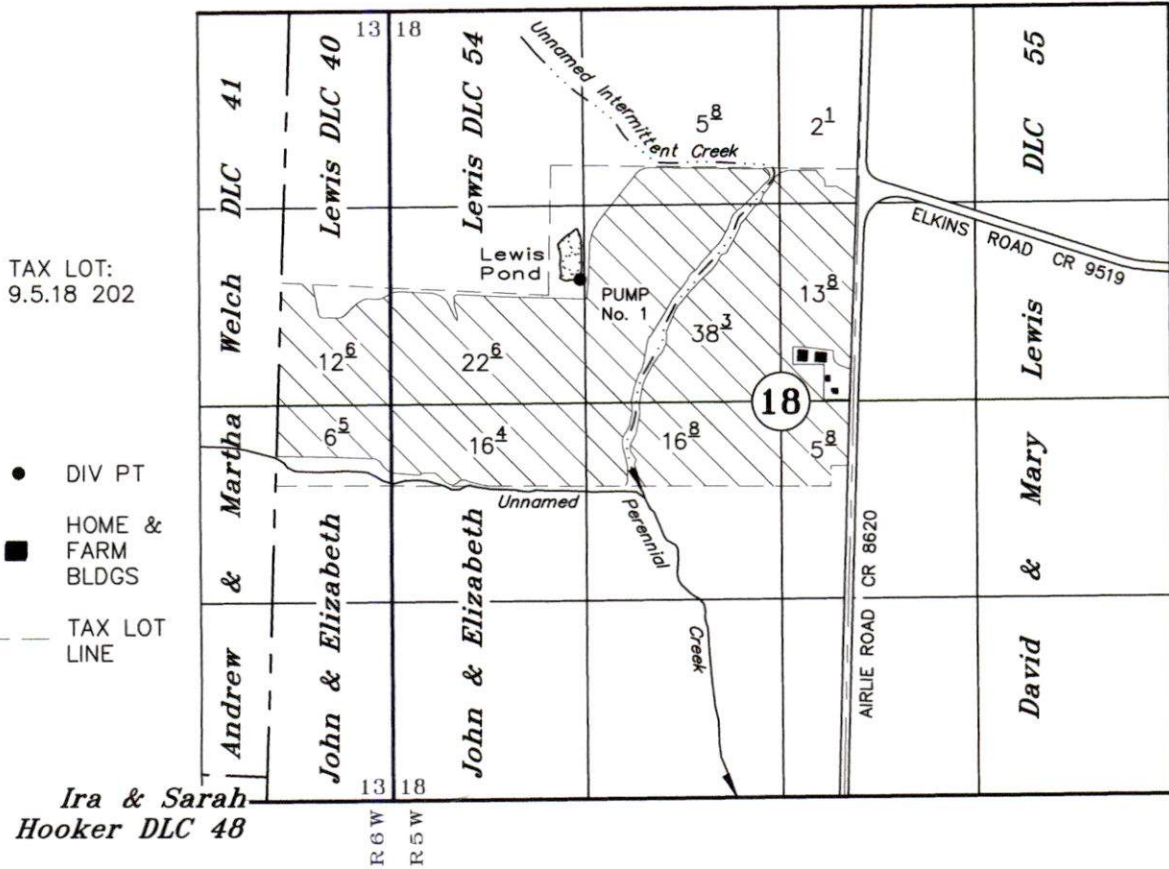 TAX LOT:
9.5.18 202
DIV PT
HOME &
FARM
BLDGS
TAX LOT
LINE
13 18
Andrew & Martha Welch DLC 41
John & Elizabeth Lewis DLC 40
John & Elizabeth Lewis DLC 54
Unnamed Intermittent Creek
5 8
2 1
David & Mary Lewis DLC 55
ELKINS ROAD CR 9519
Lewis
Pond
PUMP
No. 1
13 8
38 3
12 6
22 6
18
6 5
16 4
16 8
5 8
Unnamed Perennial Creek
AIRLIE ROAD CR 8620
13 18
Ira & Sarah
Hooker DLC 48
R6W
R5W